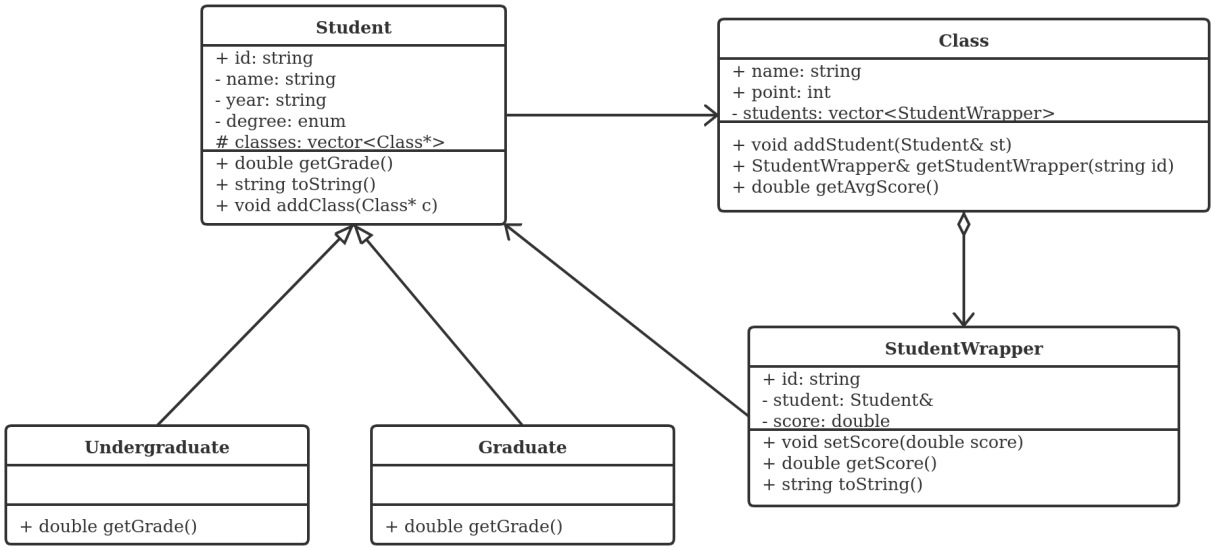 Student
+ id: string
- name: string
- year: string
- degree: enum
# classes: vector<Class*>
+ double getGrade()
+ string toString()
+ void addClass(Class* c)
Class
+ name: string
+ point: int
- students: vector<StudentWrapper>
+ void addStudent(Student& st)
+ StudentWrapper& getStudentWrapper(string id)
+ double getAvgScore()
Undergraduate
+ double getGrade()
Graduate
+ double getGrade()
StudentWrapper
+ id: string
- student: Student&
- score: double
+ void setScore(double score)
+ double getScore()
+ string toString()